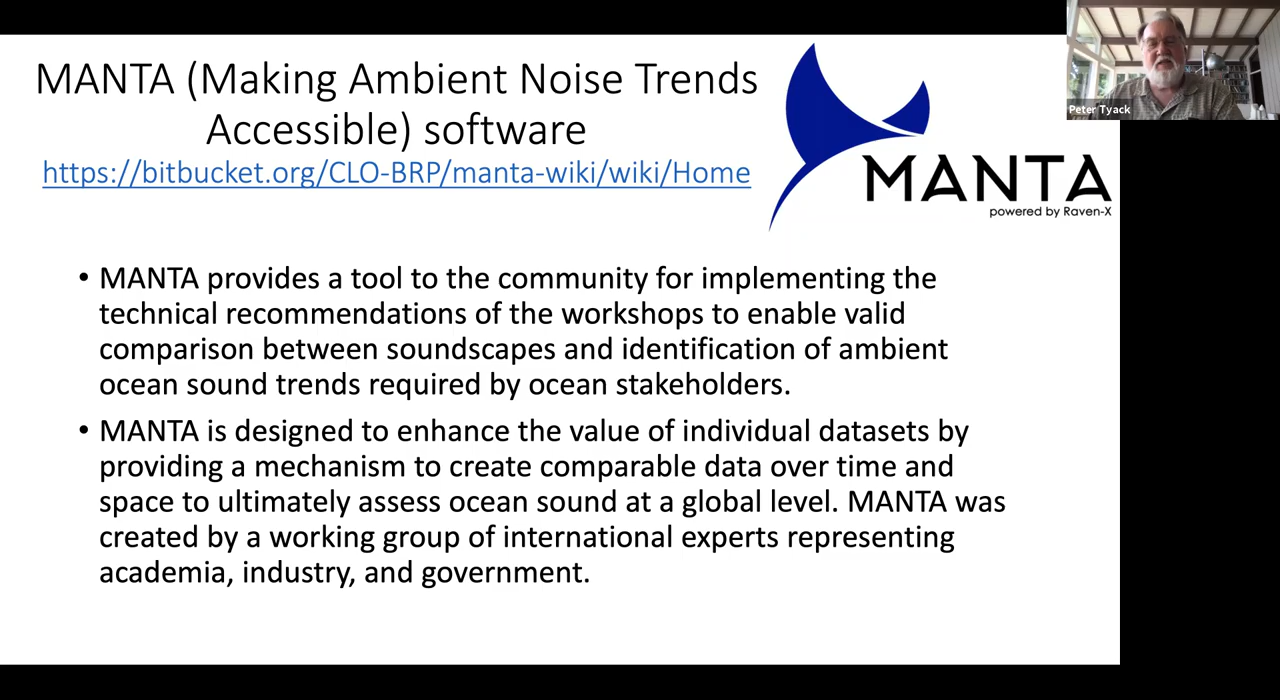 MANTA (Making Ambient Noise Trends
Accessible) software
https://bitbucket.org/CLO-BRP/manta-wiki/wiki/Home
MANTA
powered by Raven-X
Peter Tyack
• MANTA provides a tool to the community for implementing the
technical recommendations of the workshops to enable valid
comparison between soundscapes and identification of ambient
ocean sound trends required by ocean stakeholders.
• MANTA is designed to enhance the value of individual datasets by
providing a mechanism to create comparable data over time and
space to ultimately assess ocean sound at a global level. MANTA was
created by a working group of international experts representing
academia, industry, and government.